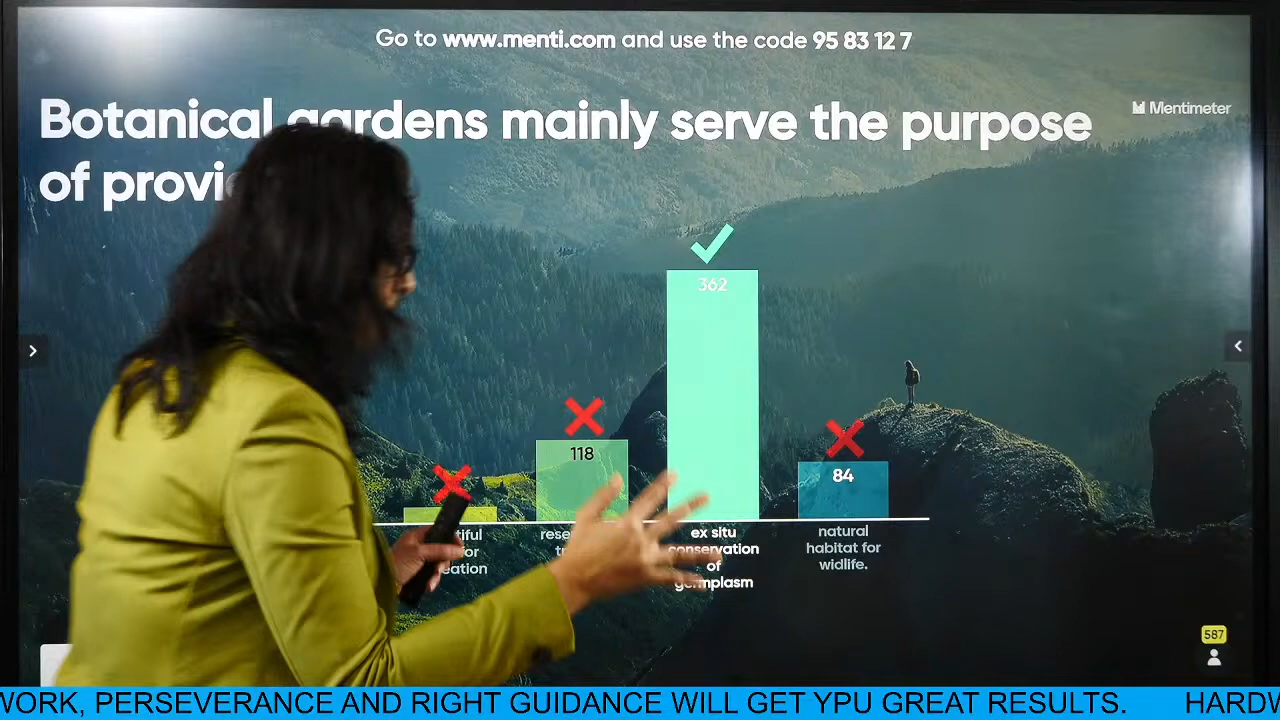 Go to www.menti.com and use the code 95 83 12 7
Mentimeter
Botanical gardens mainly serve the purpose
of
362
118
84
ex situ
conservation
of
germplasm
natural
habitat for
widlife.
587
WORK, PERSEVERANCE AND RIGHT GUIDANCE WILL GET YPU GREAT RESULTS.